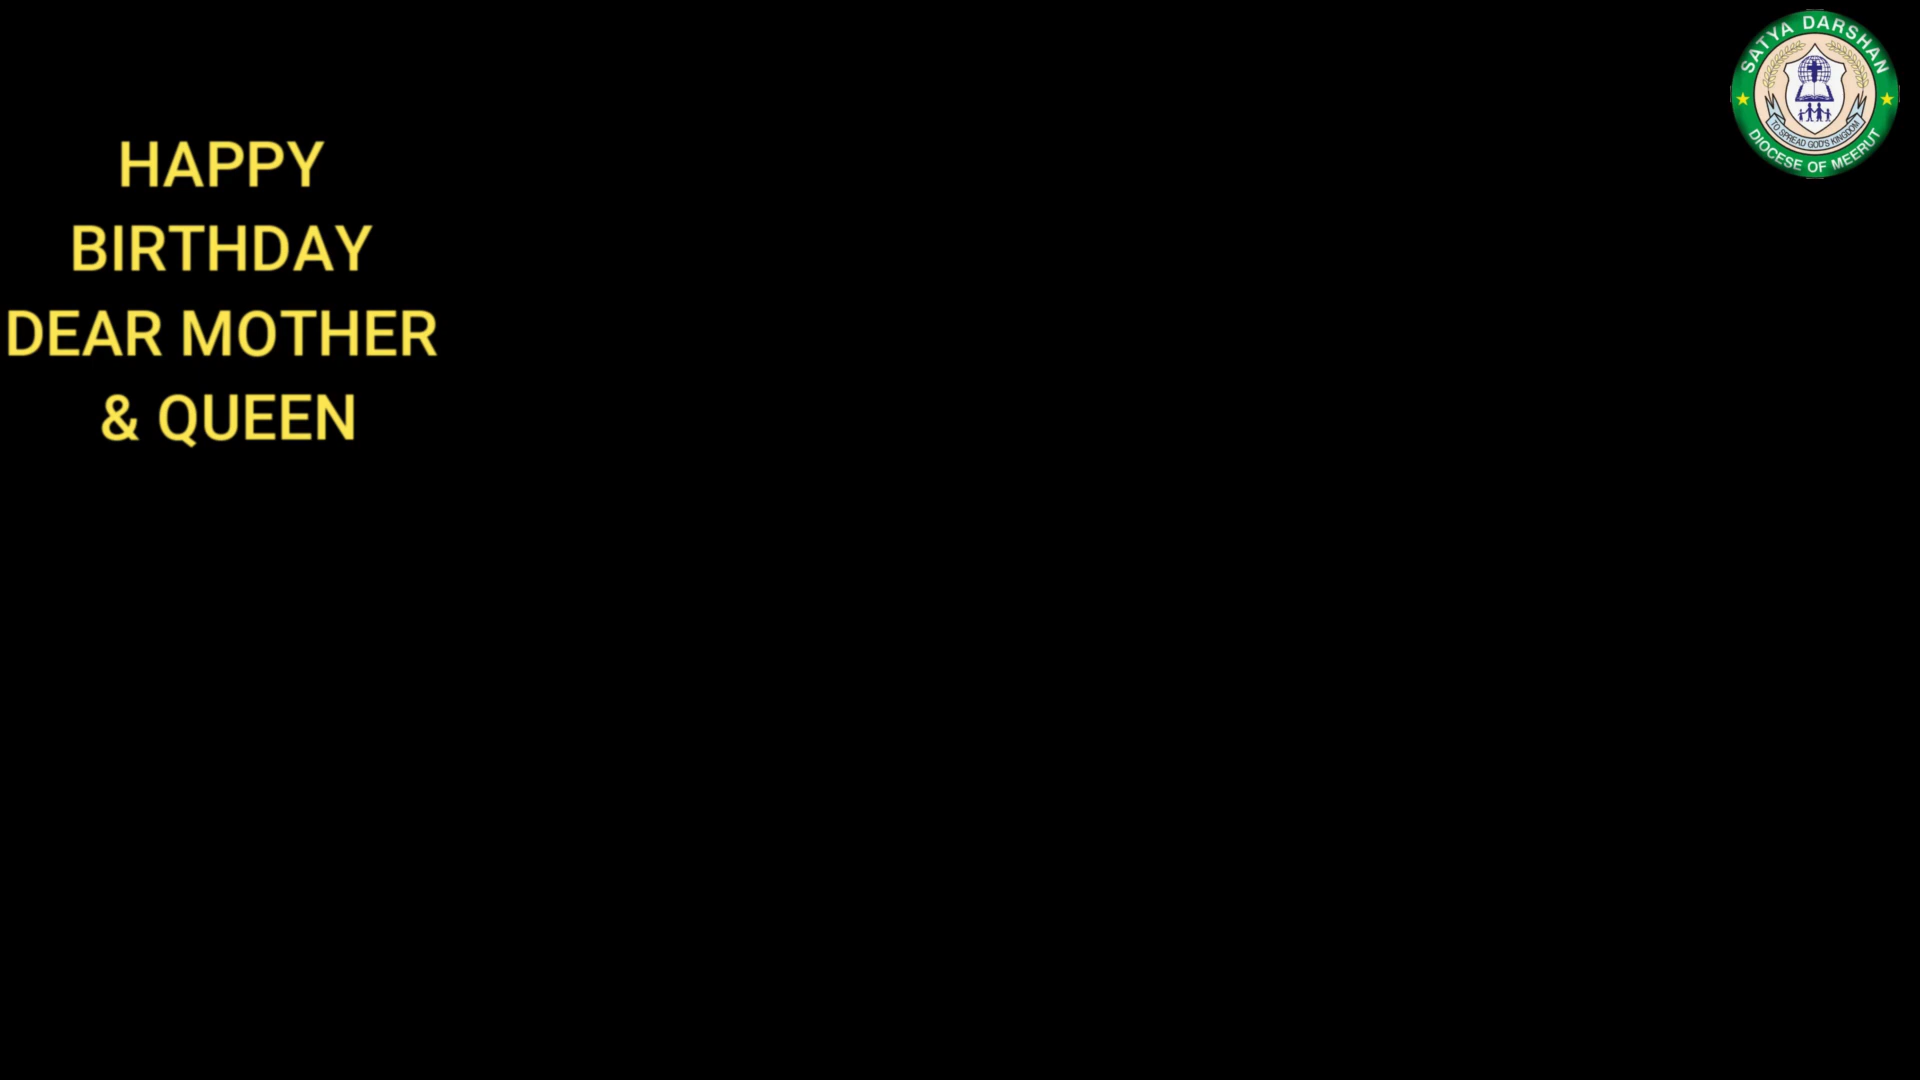 HAPPY
BIRTHDAY
DEAR MOTHER
& QUEEN
SATYA DARSHAN
TO SPREAD GOD'S KINGDOM
DIOCESE OF MEERUT